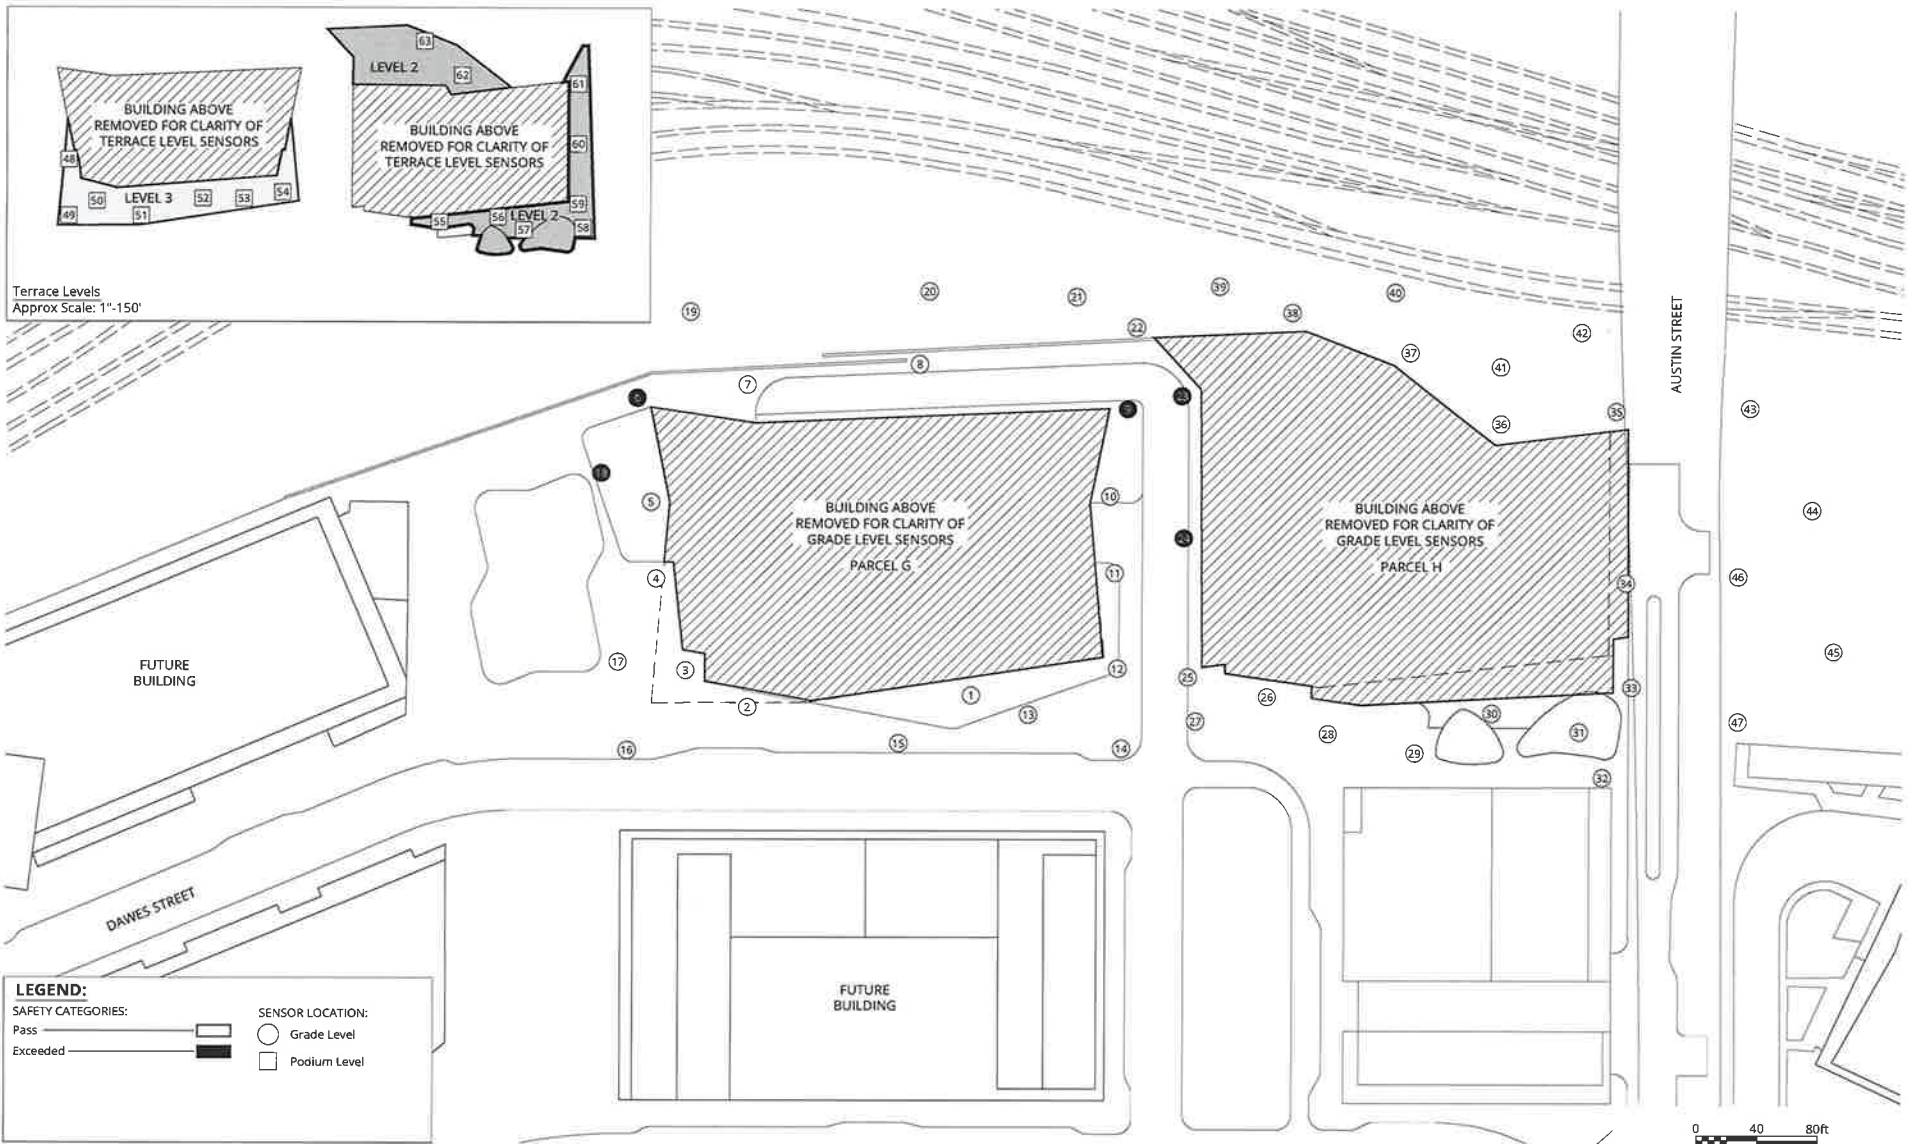 63
LEVEL 2
62
61
BUILDING ABOVE
REMOVED FOR CLARITY OF
TERRACE LEVEL SENSORS
BUILDING ABOVE
REMOVED FOR CLARITY OF
TERRACE LEVEL SENSORS
60
48
50
LEVEL 3
52
53
54
49
51
59
55
56
LEVEL 2
57
58
Terrace Levels
Approx Scale: 1"-150'
19
20
21
39
40
22
38
42
AUSTIN STREET
8
37
41
7
35
43
36
5
10
44
BUILDING ABOVE
REMOVED FOR CLARITY OF
GRADE LEVEL SENSORS
PARCEL G
BUILDING ABOVE
REMOVED FOR CLARITY OF
GRADE LEVEL SENSORS
PARCEL H
4
11
34
46
FUTURE
BUILDING
17
3
12
45
25
1
26
33
2
13
27
30
47
28
31
16
15
14
29
32
DAWES STREET
FUTURE
BUILDING
LEGEND:
SAFETY CATEGORIES:
Pass
Exceeded
SENSOR LOCATION:
Grade Level
Podium Level
0 40 80ft